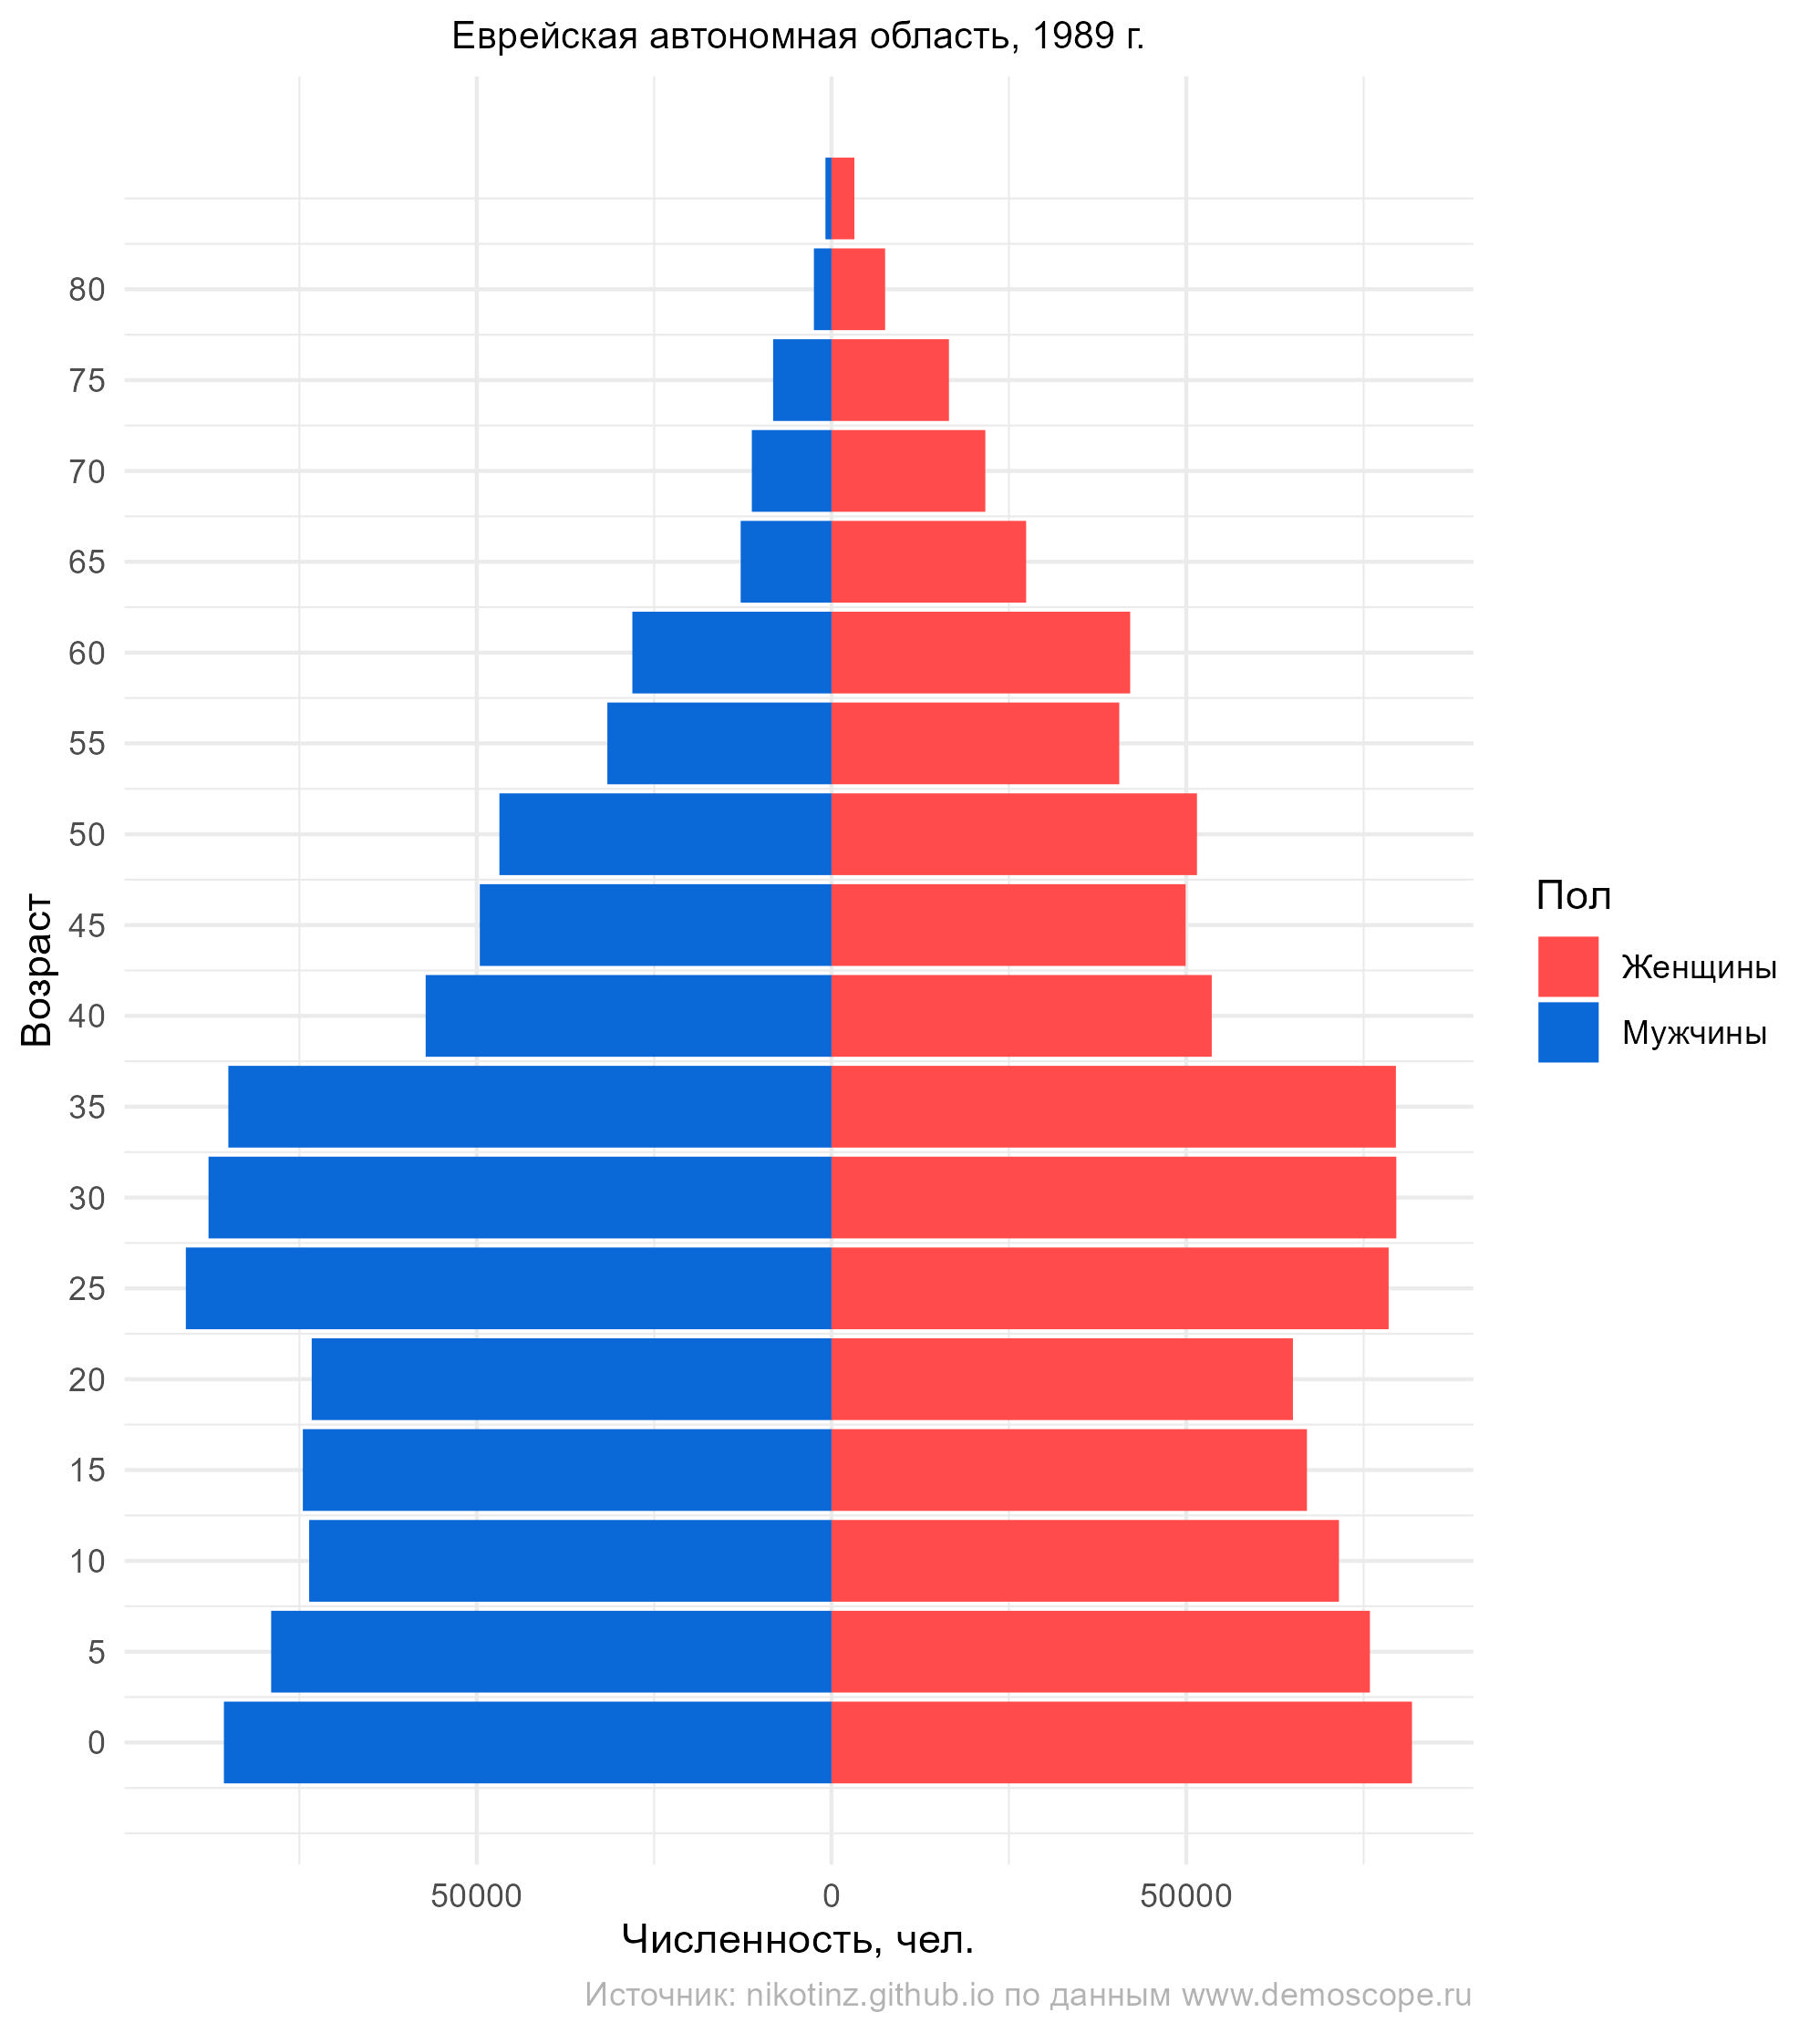 Еврейская автономная область, 1989 г.
80
75
70
65
60
55
50
45
40
35
30
25
20
15
10
5
0
Возраст
50000 0 50000
Численность, чел.
Пол
Женщины
Мужчины
Источник: nikotinz.github.io по данным www.demoscope.ru